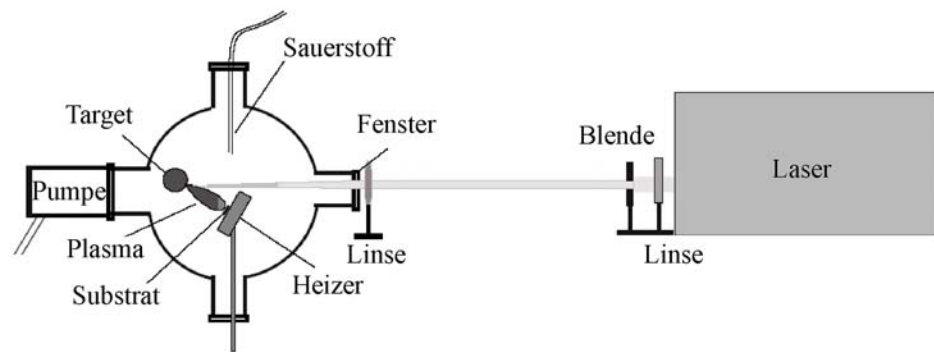 Sauerstoff
Target
Fenster
Blende
Laser
Pumpe
Plasma
Linse
Linse
Substrat
Heizer